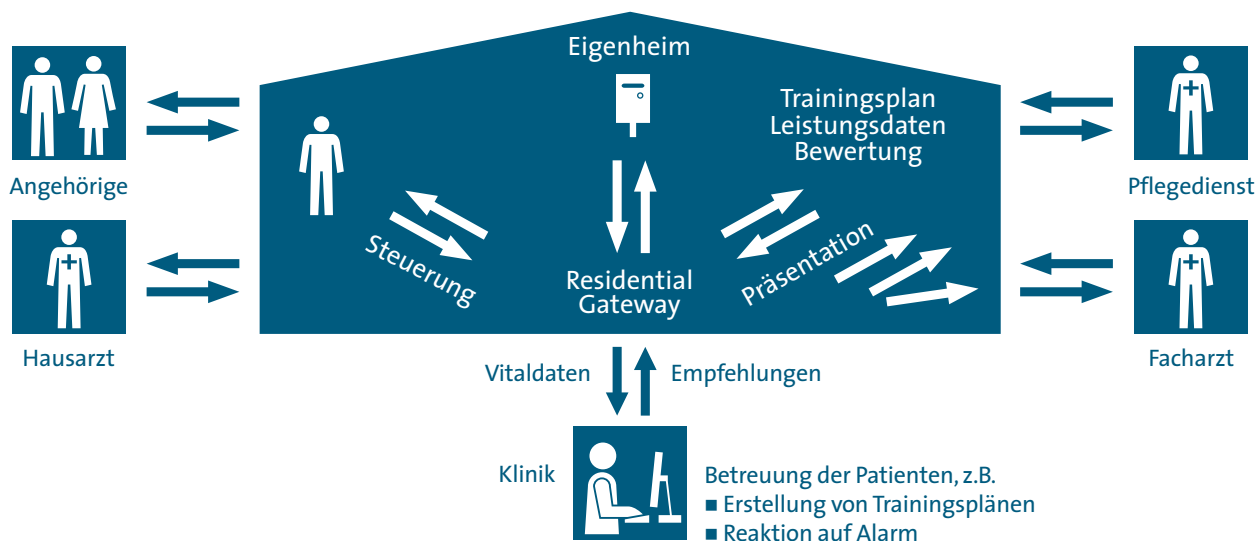 Eigenheim
Trainingsplan
Leistungsdaten
Bewertung
Angehörige
Pflegedienst
Steuerung
Residential
Gateway
Präsentation
Hausarzt
Facharzt
Vitaldaten
Empfehlungen
Klinik
Betreuung der Patienten, z.B.
■ Erstellung von Trainingsplänen
■ Reaktion auf Alarm